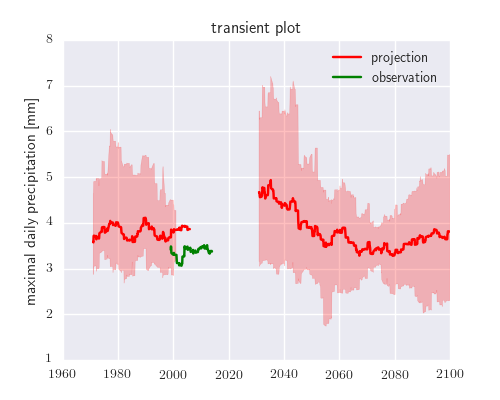 transient plot
maximal daily precipitation [mm]
8
7
6
5
4
3
2
1
projection
observation
1960 1980 2000 2020 2040 2060 2080 2100